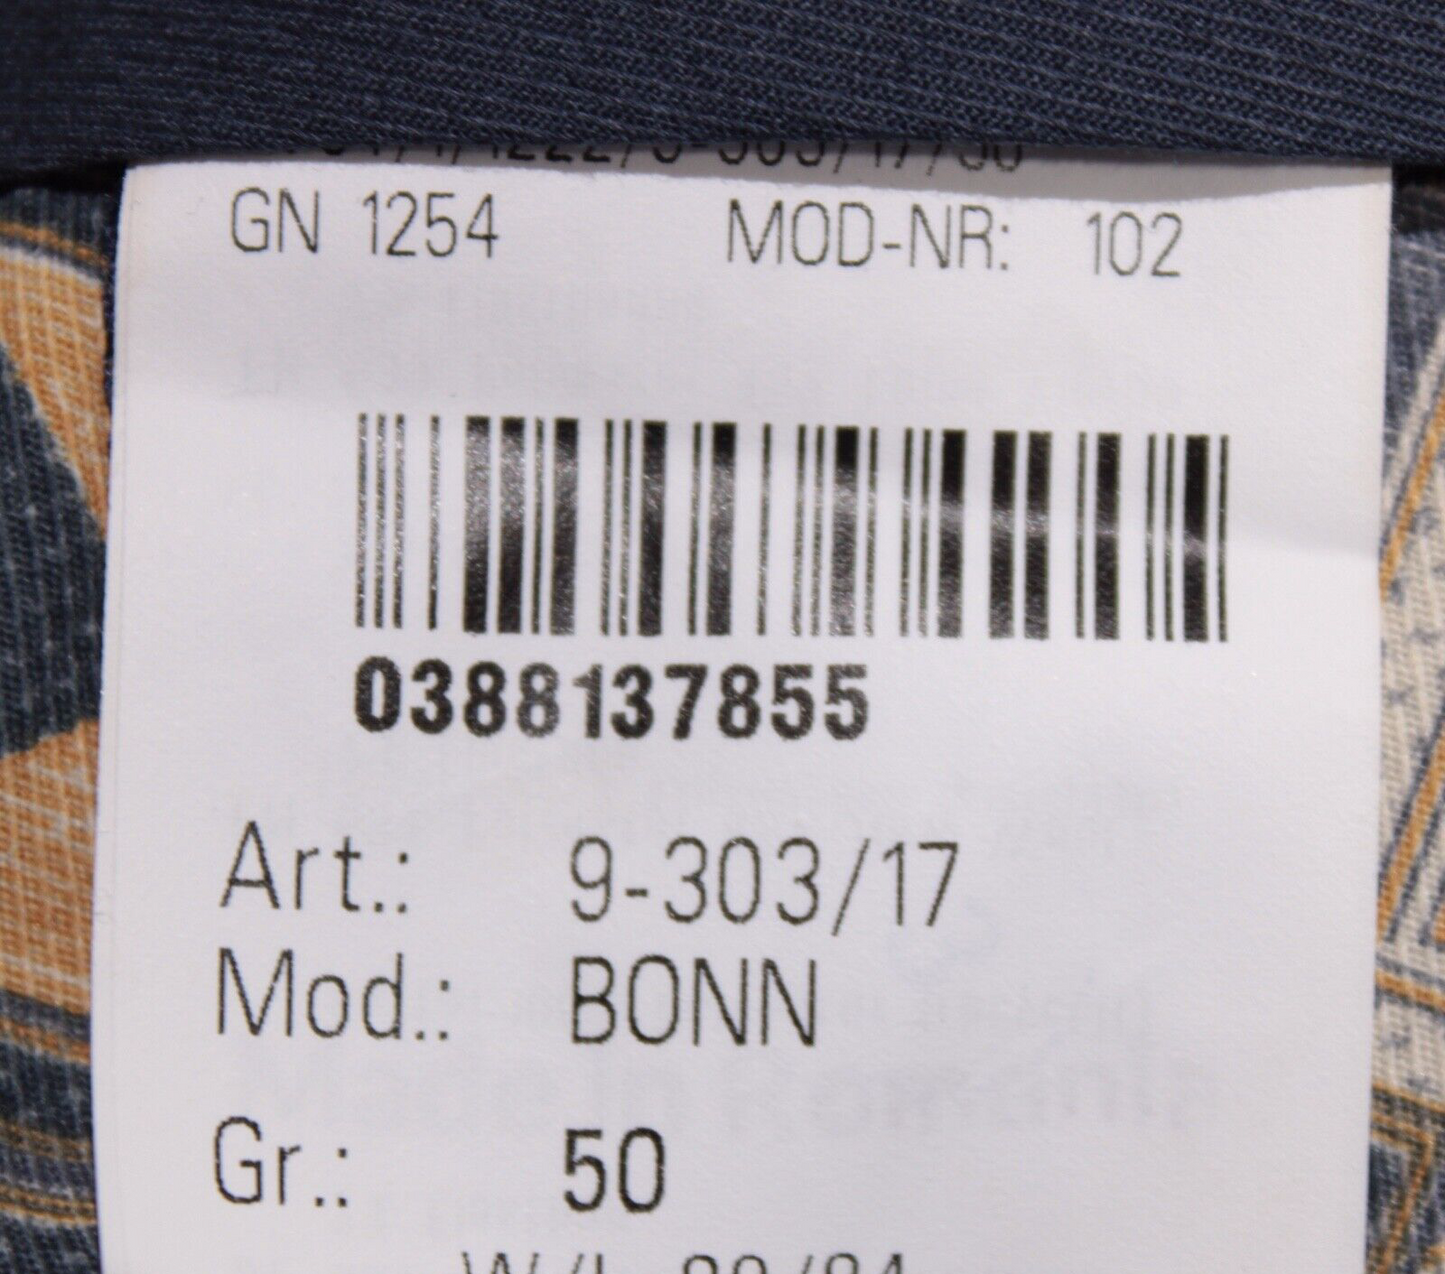 GN 1254 MOD-NR: 102
0388137855
Art.: 9-303/17
Mod.: BONN
Gr.: 50